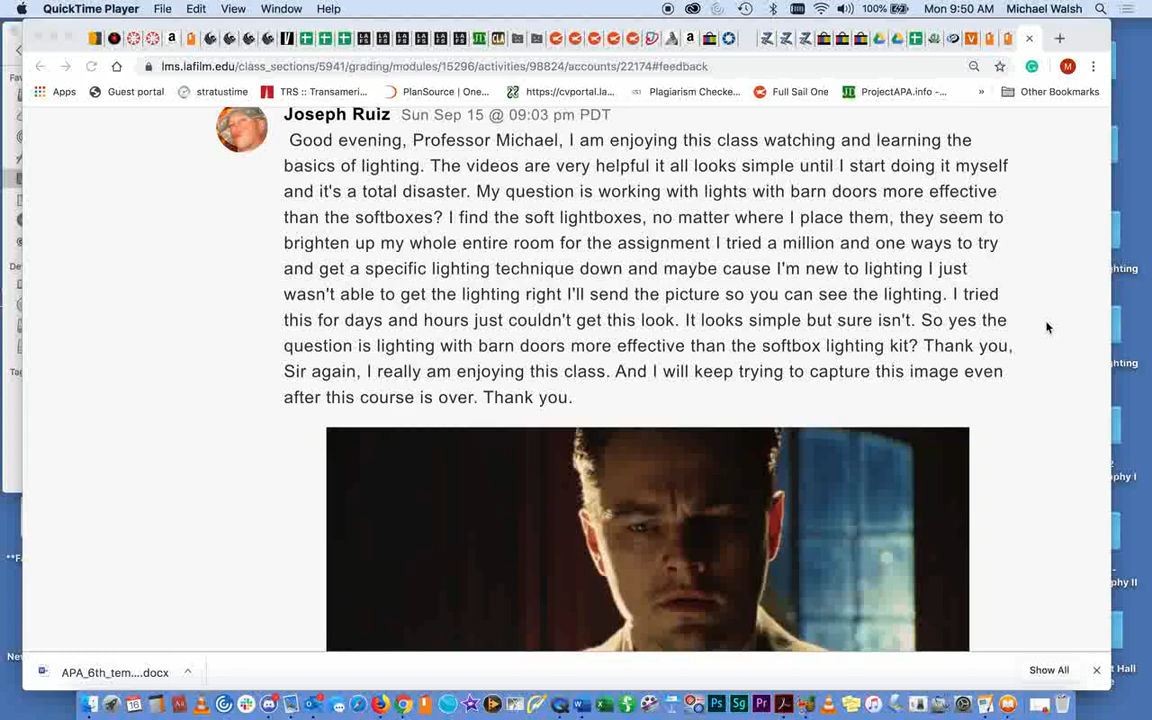 QuickTime Player File Edit View Window Help 100% Mon 9:50 AM Michael Walsh
lms.lafilm.edu/class_sections/5941/grading/modules/15296/activities/98824/accounts/22174#feedback
Apps Guest portal stratustime TRS :: Transameri... PlanSource | One... https://cvportal.la... Plagiarism Checke... Full Sail One ProjectAPA.info -... » Other Bookmarks
Joseph Ruiz Sun Sep 15 @ 09:03 pm PDT
Good evening, Professor Michael, I am enjoying this class watching and learning the
basics of lighting. The videos are very helpful it all looks simple until I start doing it myself
and it's a total disaster. My question is working with lights with barn doors more effective
than the softboxes? I find the soft lightboxes, no matter where I place them, they seem to
brighten up my whole entire room for the assignment I tried a million and one ways to try
and get a specific lighting technique down and maybe cause I'm new to lighting I just
wasn't able to get the lighting right I'll send the picture so you can see the lighting. I tried
this for days and hours just couldn't get this look. It looks simple but sure isn't. So yes the
question is lighting with barn doors more effective than the softbox lighting kit? Thank you,
Sir again, I really am enjoying this class. And I will keep trying to capture this image even
after this course is over. Thank you.
hting
hting
phy I
phy II
t Hall
APA_6th_tem....docx Show All